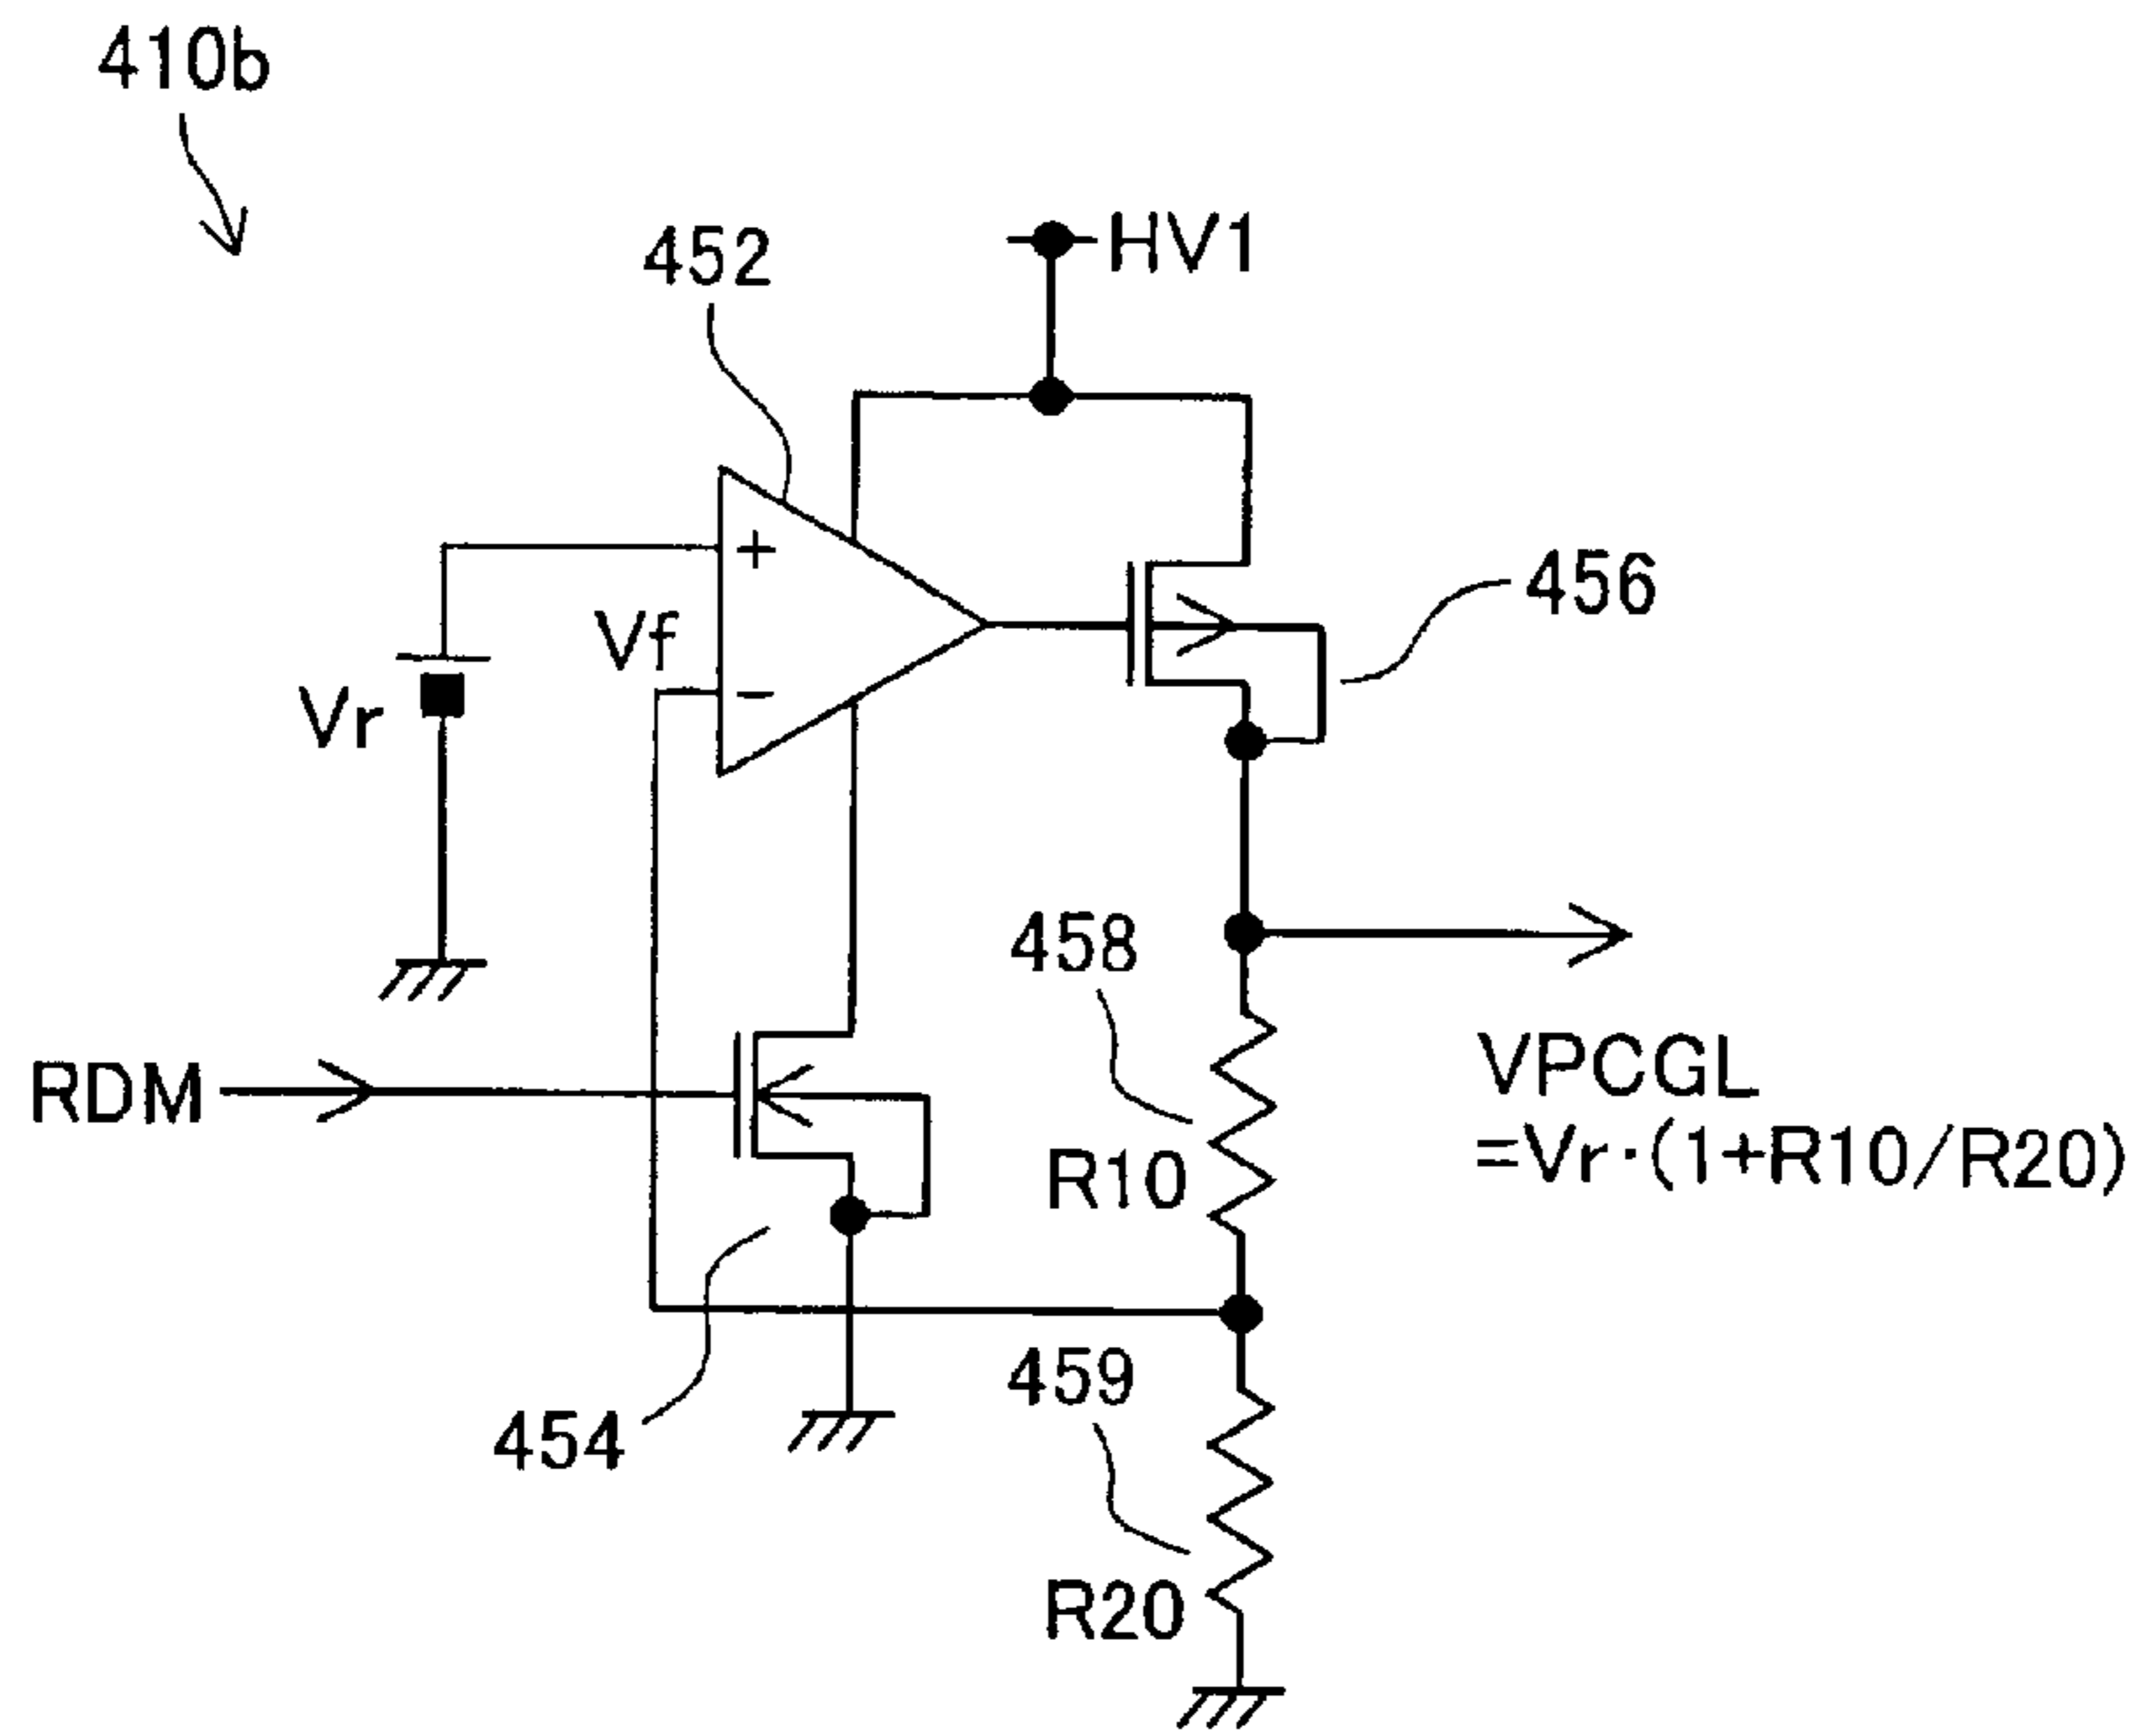 410b
HV1
452
+
456
Vf
−
Vr
458
RDM
VPCGL
=Vr·(1+R10/R20)
R10
459
454
R20